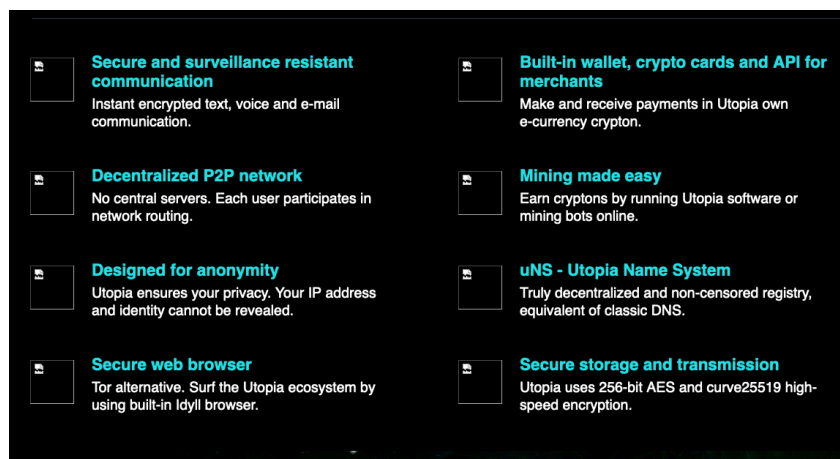 Secure and surveillance resistant
communication
Instant encrypted text, voice and e-mail
communication.
Built-in wallet, crypto cards and API for
merchants
Make and receive payments in Utopia own
e-currency crypton.
Decentralized P2P network
No central servers. Each user participates in
network routing.
Mining made easy
Earn cryptons by running Utopia software or
mining bots online.
Designed for anonymity
Utopia ensures your privacy. Your IP address
and identity cannot be revealed.
uNS - Utopia Name System
Truly decentralized and non-censored registry,
equivalent of classic DNS.
Secure web browser
Tor alternative. Surf the Utopia ecosystem by
using built-in Idyll browser.
Secure storage and transmission
Utopia uses 256-bit AES and curve25519 high-
speed encryption.